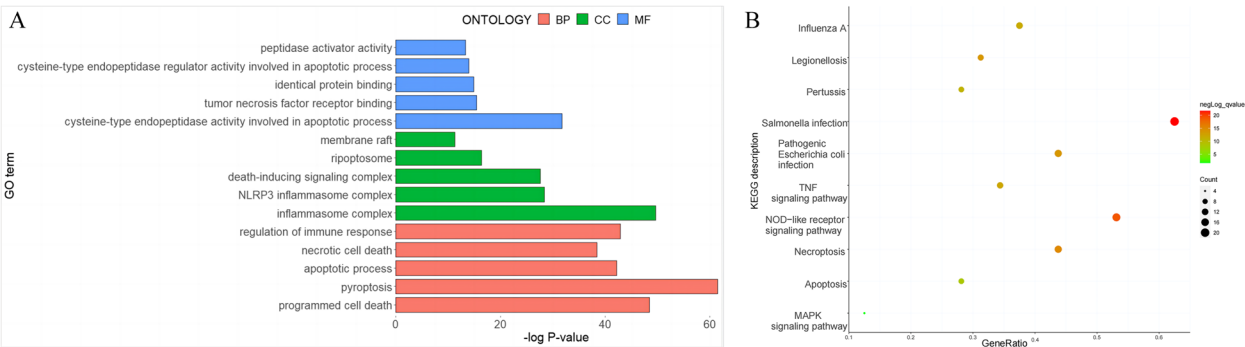 A
ONTOLOGY BP CC MF
GO term
peptidase activator activity
cysteine-type endopeptidase regulator activity involved in apoptotic process
identical protein binding
tumor necrosis factor receptor binding
cysteine-type endopeptidase activity involved in apoptotic process
membrane raft
ripoptosome
death-inducing signaling complex
NLRP3 inflammasome complex
inflammasome complex
regulation of immune response
necrotic cell death
apoptotic process
pyroptosis
programmed cell death
0 20 40 60
-log P-value
B
KEGG description
Influenza A
Legionellosis
Pertussis
Salmonella infection
Pathogenic
Escherichia coli
infection
TNF
signaling pathway
NOD-like receptor
signaling pathway
Necroptosis
Apoptosis
MAPK
signaling pathway
0.1 0.2 0.3 0.4 0.5 0.6
GeneRatio
negLog_qvalue
20
15
10
5
Count
4
8
12
16
20